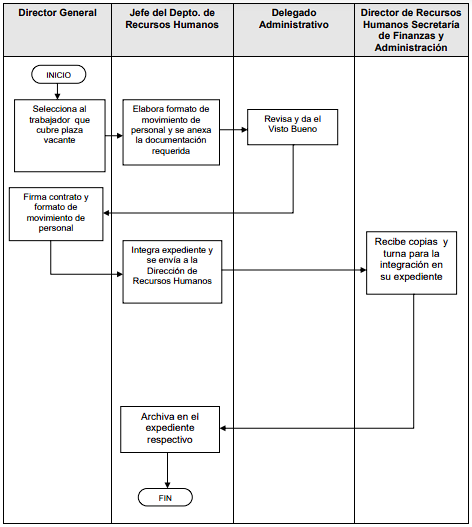 Director General
Jefe del Depto. de
Recursos Humanos
Delegado
Administrativo
Director de Recursos
Humanos Secretaría
de Finanzas y
Administración
INICIO
Selecciona al
trabajador que
cubre plaza
vacante
Elabora formato de
movimiento de
personal y se anexa
la documentación
requerida
Revisa y da el
Visto Bueno
Firma contrato y
formato de
movimiento de
personal
Integra expediente y
se envía a la
Dirección de
Recursos Humanos
Recibe copias y
turna para la
integración en
su expediente
Archiva en el
expediente
respectivo
FIN